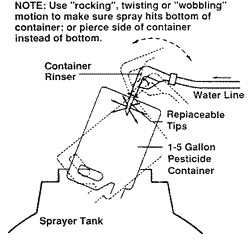 NOTE: Use "rocking", twisting or "wobbling"
motion to make sure spray hits bottom of
container; or pierce side of container
instead of bottom.
Container
Rinser
Water Line
Replaceable
Tips
1-5 Gallon
Pesticide
Container
Sprayer Tank